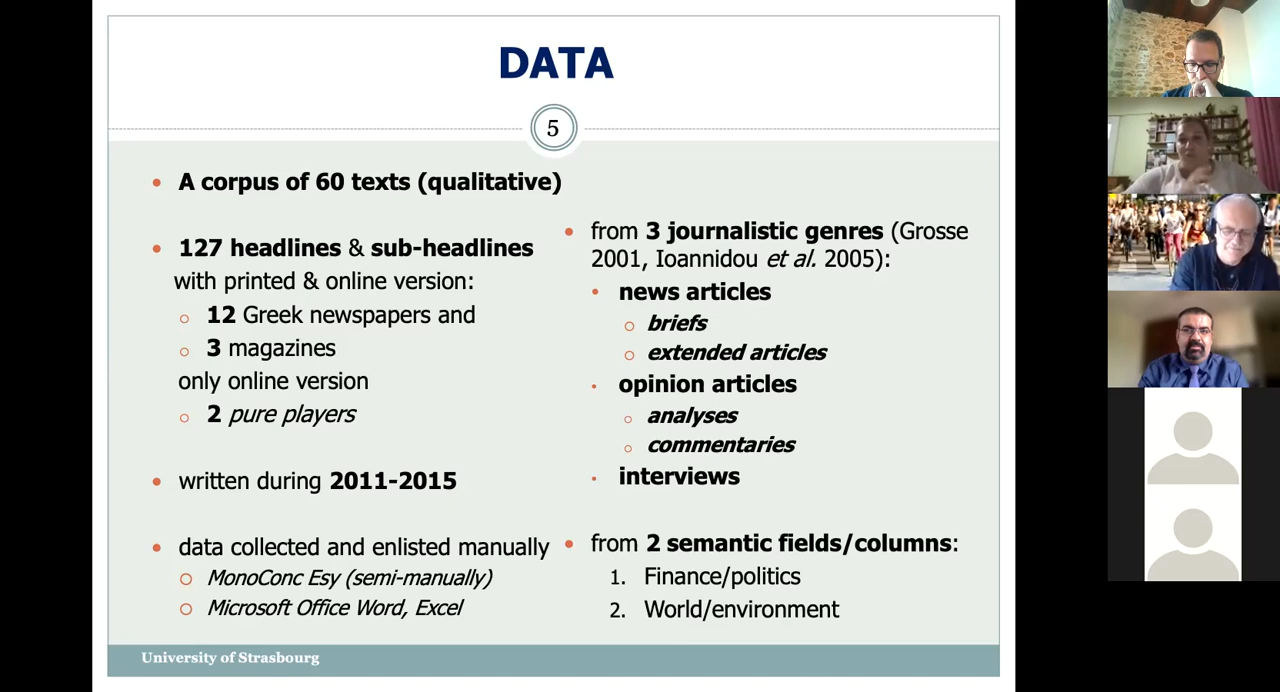 DATA
5
• A corpus of 60 texts (qualitative)
• 127 headlines & sub-headlines
with printed & online version:
○ 12 Greek newspapers and
○ 3 magazines
only online version
○ 2 pure players
• written during 2011-2015
• data collected and enlisted manually
○ MonoConc Esy (semi-manually)
○ Microsoft Office Word, Excel
• from 3 journalistic genres (Grosse
2001, Ioannidou et al. 2005):
• news articles
○ briefs
○ extended articles
• opinion articles
○ analyses
○ commentaries
• interviews
• from 2 semantic fields/columns:
1. Finance/politics
2. World/environment
University of Strasbourg